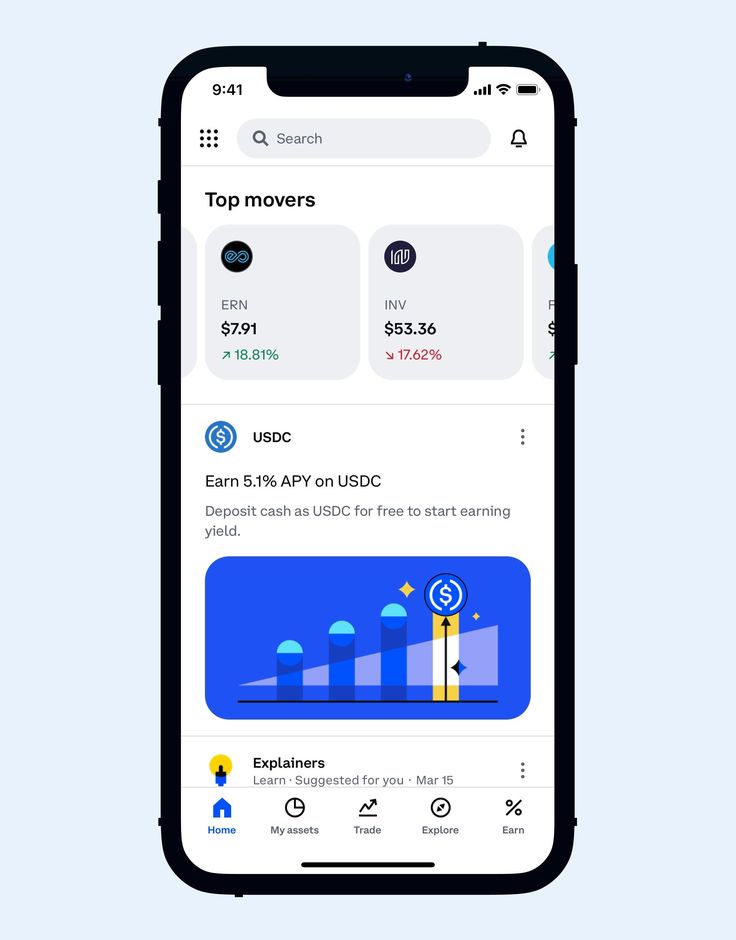 9:41
Search
Top movers
ERN
$7.91
↗ 18.81%
INV
$53.36
↘ 17.62%
USDC
Earn 5.1% APY on USDC
Deposit cash as USDC for free to start earning
yield.
Explainers
Learn · Suggested for you · Mar 15
Home
My assets
Trade
Explore
Earn